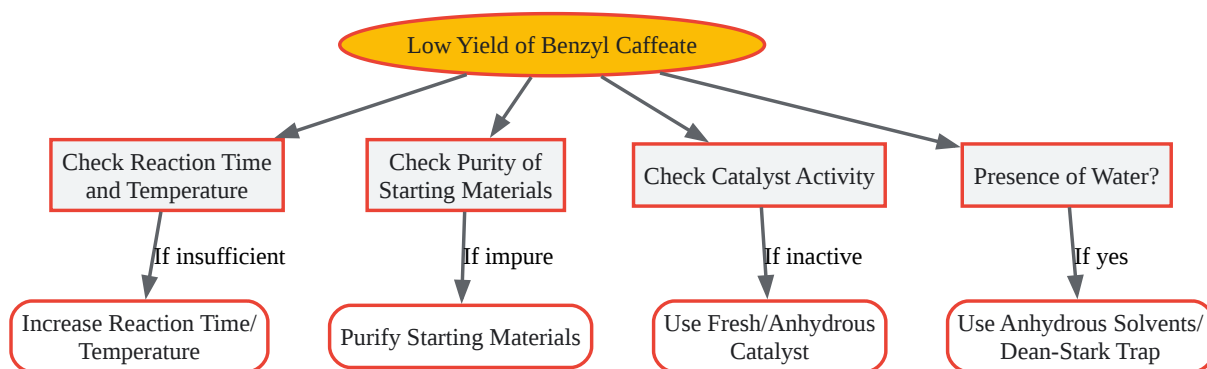 Low Yield of Benzyl Caffeate
Check Reaction Time
and Temperature
Check Purity of
Starting Materials
Check Catalyst Activity
Presence of Water?
If insufficient
If impure
If inactive
If yes
Increase Reaction Time/
Temperature
Purify Starting Materials
Use Fresh/Anhydrous
Catalyst
Use Anhydrous Solvents/
Dean-Stark Trap